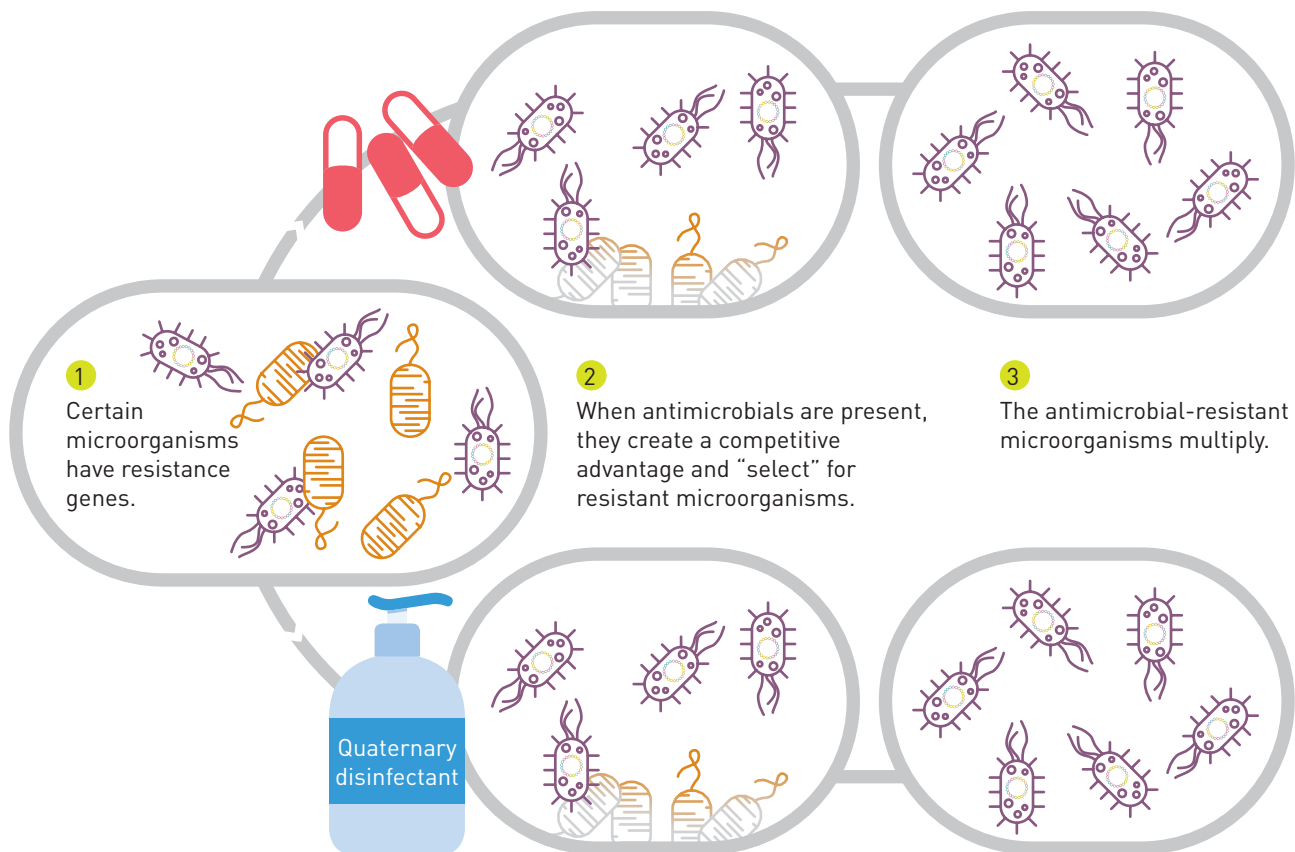 1
Certain
microorganisms
have resistance
genes.
2
When antimicrobials are present,
they create a competitive
advantage and “select” for
resistant microorganisms.
3
The antimicrobial-resistant
microorganisms multiply.
Quaternary
disinfectant